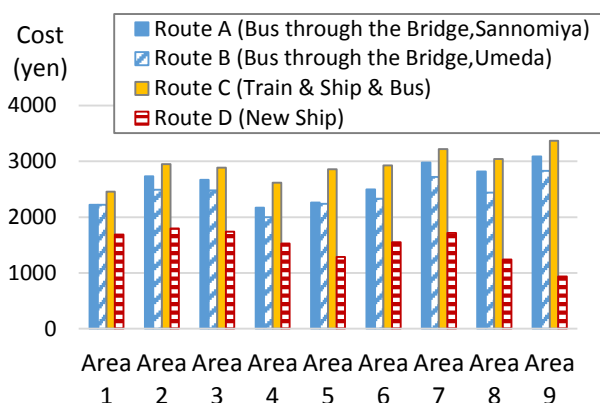 Cost
(yen)
Route A (Bus through the Bridge,Sannomiya)
Route B (Bus through the Bridge,Umeda)
Route C (Train & Ship & Bus)
Route D (New Ship)
4000
3000
2000
1000
0
Area 1
Area 2
Area 3
Area 4
Area 5
Area 6
Area 7
Area 8
Area 9